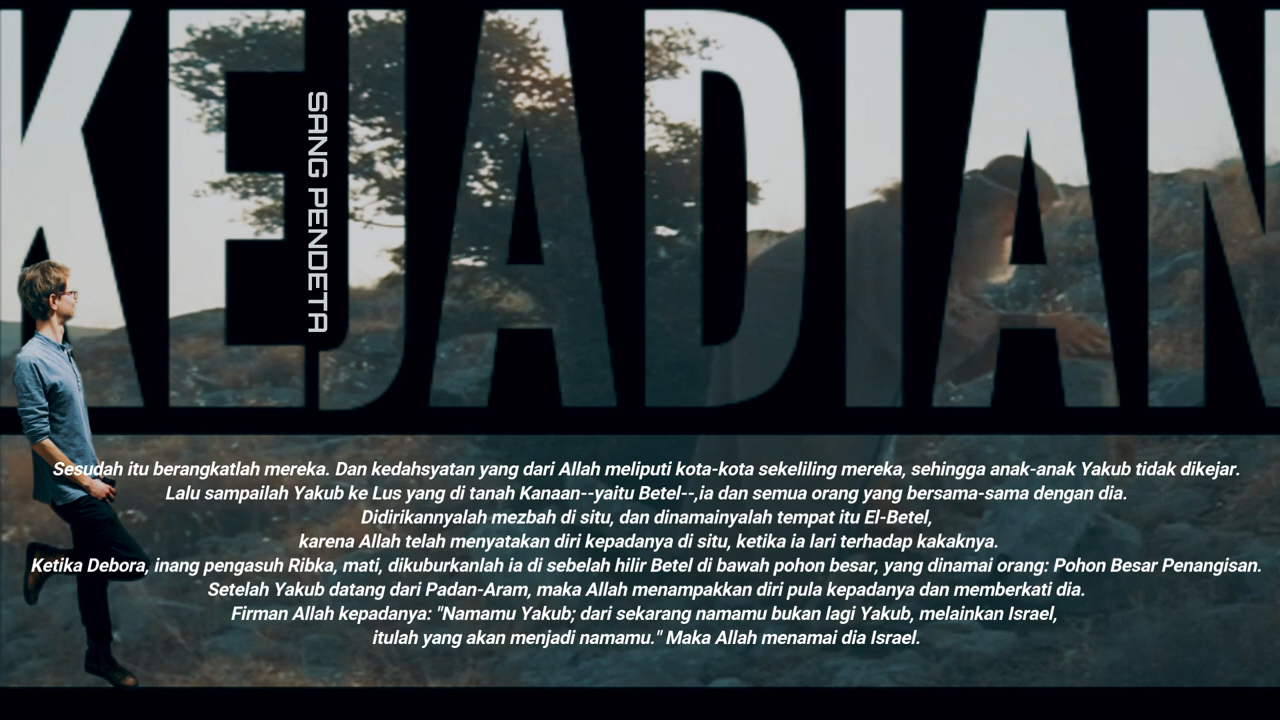 KEJADIAN
SANG PENDETA
Sesudah itu berangkatlah mereka. Dan kedahsyatan yang dari Allah meliputi kota-kota sekeliling mereka, sehingga anak-anak Yakub tidak dikejar.
Lalu sampailah Yakub ke Lus yang di tanah Kanaan--yaitu Betel--,ia dan semua orang yang bersama-sama dengan dia.
Didirikannyalah mezbah di situ, dan dinamainyalah tempat itu El-Betel,
karena Allah telah menyatakan diri kepadanya di situ, ketika ia lari terhadap kakaknya.
Ketika Debora, inang pengasuh Ribka, mati, dikuburkanlah ia di sebelah hilir Betel di bawah pohon besar, yang dinamai orang: Pohon Besar Penangisan.
Setelah Yakub datang dari Padan-Aram, maka Allah menampakkan diri pula kepadanya dan memberkati dia.
Firman Allah kepadanya: "Namamu Yakub; dari sekarang namamu bukan lagi Yakub, melainkan Israel,
itulah yang akan menjadi namamu." Maka Allah menamai dia Israel.